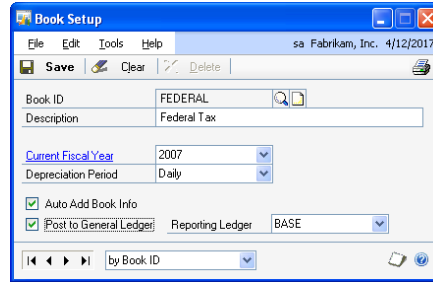 Book Setup
File Edit Tools Help sa Fabrikam, Inc. 4/12/2017
Save Clear Delete
Book ID FEDERAL
Description Federal Tax
Current Fiscal Year 2007
Depreciation Period Daily
Auto Add Book Info
Post to General Ledger Reporting Ledger BASE
by Book ID